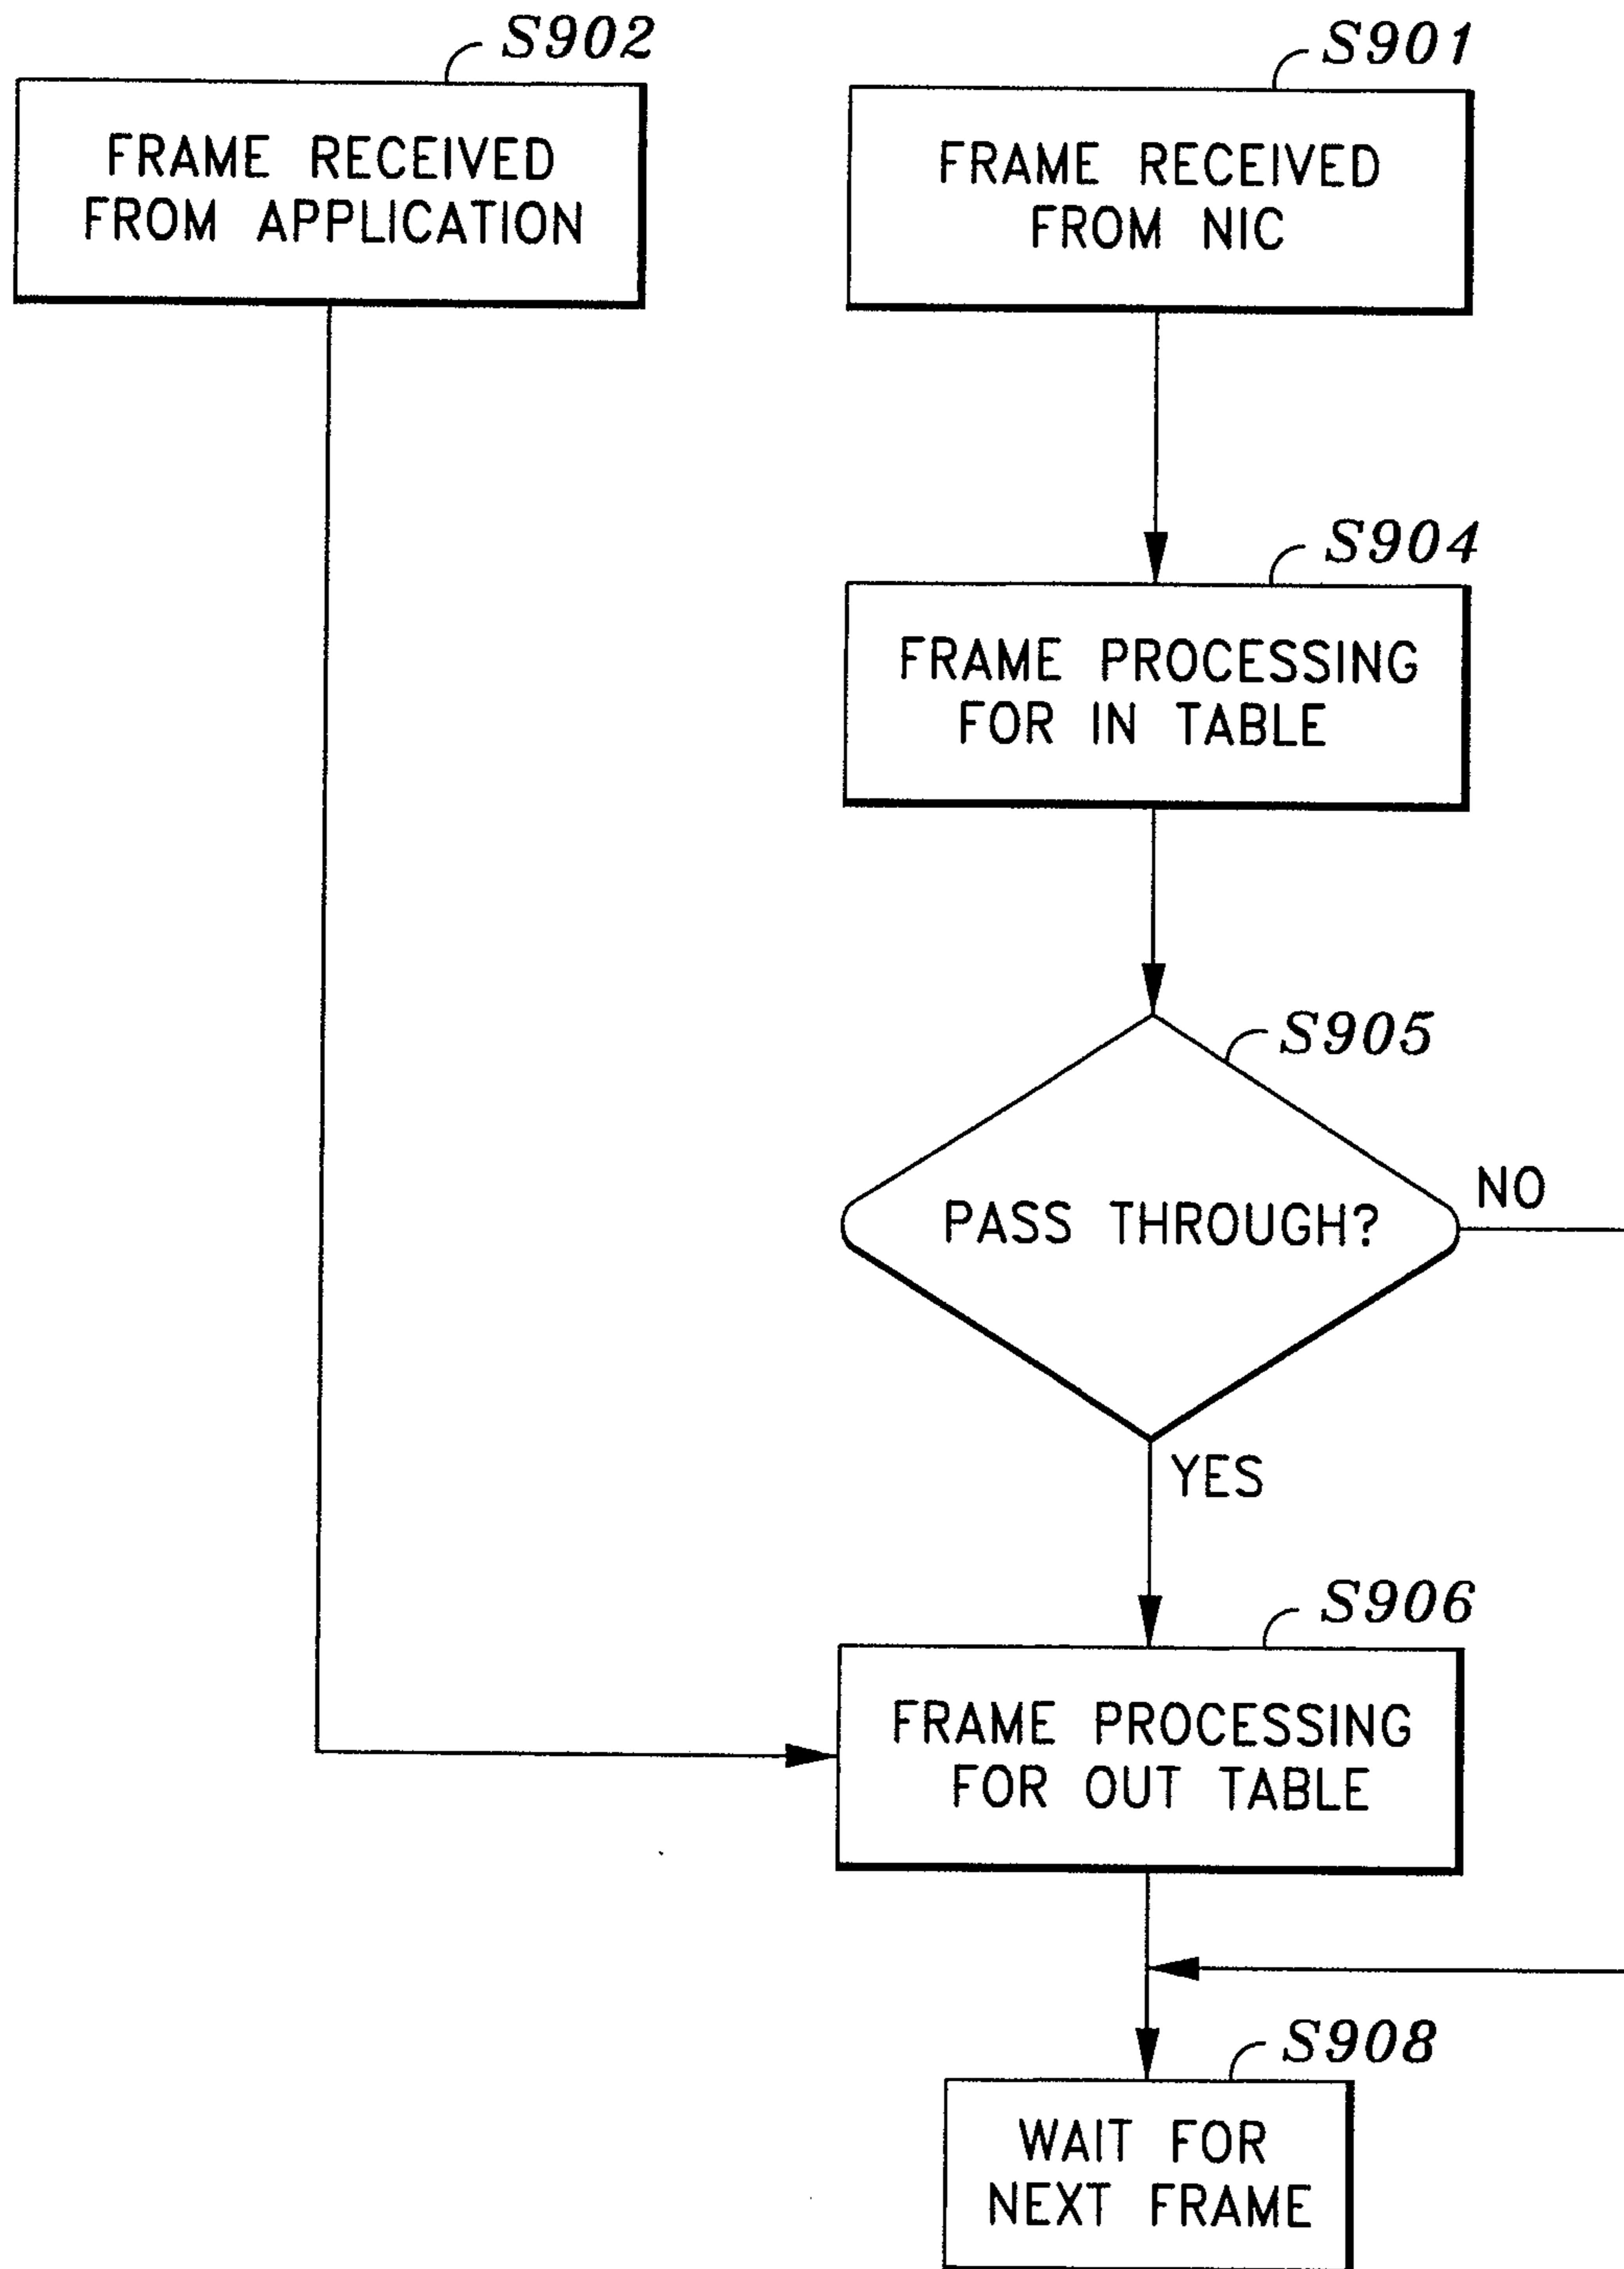 S902
FRAME RECEIVED
FROM APPLICATION
S901
FRAME RECEIVED
FROM NIC
S904
FRAME PROCESSING
FOR IN TABLE
S905
PASS THROUGH?
NO
YES
S906
FRAME PROCESSING
FOR OUT TABLE
S908
WAIT FOR
NEXT FRAME